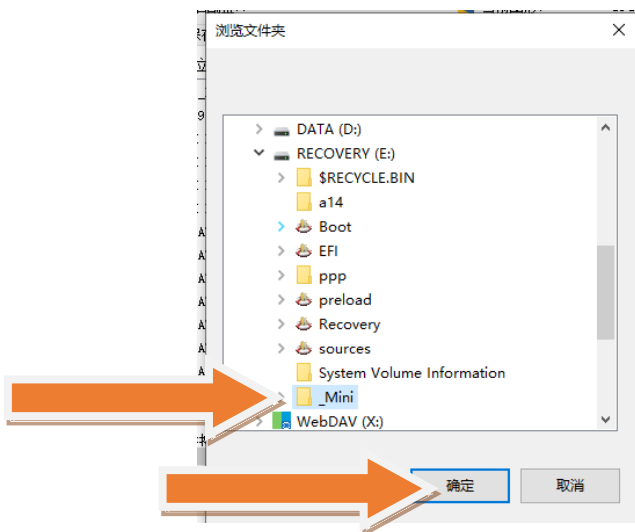 浏览文件夹
DATA (D:)
RECOVERY (E:)
$RECYCLE.BIN
a14
Boot
EFI
ppp
preload
Recovery
sources
System Volume Information
_Mini
WebDAV (X:)
确定
取消